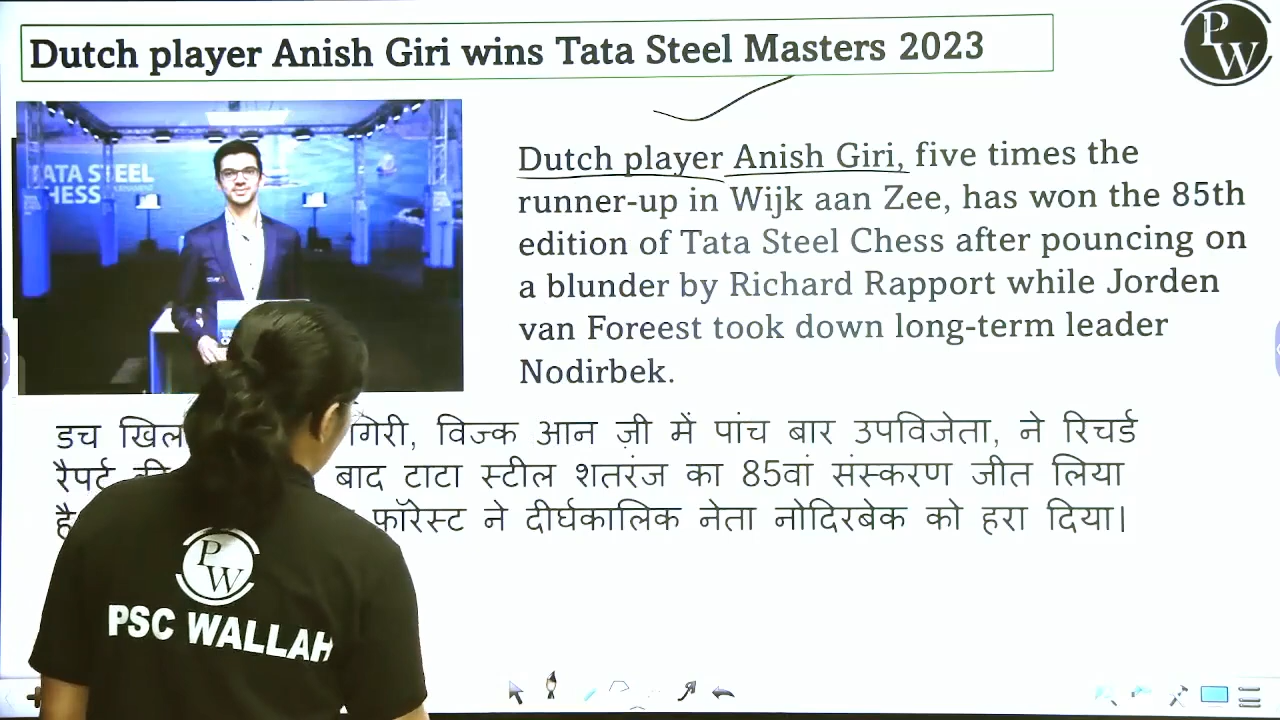 Dutch player Anish Giri wins Tata Steel Masters 2023
PW
TATA STEEL
CHESS
Dutch player Anish Giri, five times the
runner-up in Wijk aan Zee, has won the 85th
edition of Tata Steel Chess after pouncing on
a blunder by Richard Rapport while Jorden
van Foreest took down long-term leader
Nodirbek.
डच गिरी, विज्क आन ज़ी में पांच बार उपविजेता, ने रिचर्ड
रैपर्ट की बाद टाटा स्टील शतरंज का 85वां संस्करण जीत लिया
है फॉरेस्ट ने दीर्घकालिक नेता नोदिरबेक को हरा दिया।
PW
PSC WALLAH